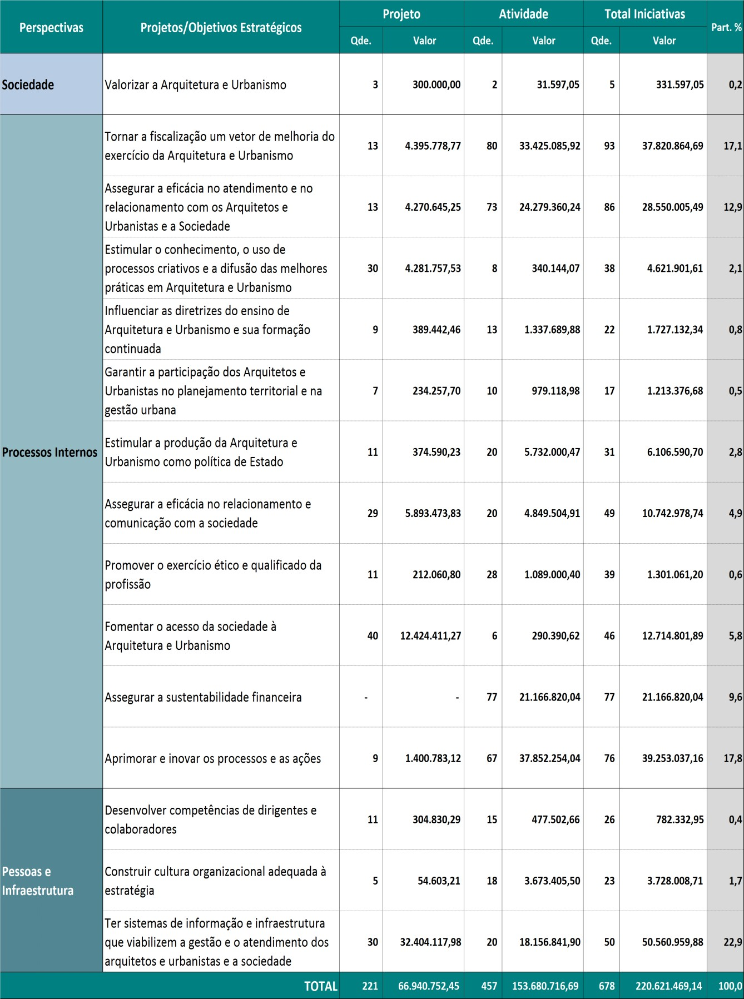 Perspectivas Projetos/Objetivos Estratégicos Projeto Atividade Total Iniciativas Part. %
Qde. Valor Qde. Valor Qde. Valor
Sociedade Valorizar a Arquitetura e Urbanismo 3 300.000,00 2 31.597,05 5 331.597,05 0,2
Processos Internos
Tornar a fiscalização um vetor de melhoria do
exercício da Arquitetura e Urbanismo 13 4.395.778,77 80 33.425.085,92 93 37.820.864,69 17,1
Assegurar a eficácia no atendimento e no
relacionamento com os Arquitetos e
Urbanistas e a Sociedade 13 4.270.645,25 73 24.279.360,24 86 28.550.005,49 12,9
Estimular o conhecimento, o uso de
processos criativos e a difusão das melhores
práticas em Arquitetura e Urbanismo 30 4.281.757,53 8 340.144,07 38 4.621.901,61 2,1
Influenciar as diretrizes do ensino de
Arquitetura e Urbanismo e sua formação
continuada 9 389.442,46 13 1.337.689,88 22 1.727.132,34 0,8
Garantir a participação dos Arquitetos e
Urbanistas no planejamento territorial e na
gestão urbana 7 234.257,70 10 979.118,98 17 1.213.376,68 0,5
Estimular a produção da Arquitetura e
Urbanismo como política de Estado 11 374.590,23 20 5.732.000,47 31 6.106.590,70 2,8
Assegurar a eficácia no relacionamento e
comunicação com a sociedade 29 5.893.473,83 20 4.849.504,91 49 10.742.978,74 4,9
Promover o exercício ético e qualificado da
profissão 11 212.060,80 28 1.089.000,40 39 1.301.061,20 0,6
Fomentar o acesso da sociedade à
Arquitetura e Urbanismo 40 12.424.411,27 6 290.390,62 46 12.714.801,89 5,8
Assegurar a sustentabilidade financeira - - 77 21.166.820,04 77 21.166.820,04 9,6
Aprimorar e inovar os processos e as ações 9 1.400.783,12 67 37.852.254,04 76 39.253.037,16 17,8
Pessoas e
Infraestrutura
Desenvolver competências de dirigentes e
colaboradores 11 304.830,29 15 477.502,66 26 782.332,95 0,4
Construir cultura organizacional adequada à
estratégia 5 54.603,21 18 3.673.405,50 23 3.728.008,71 1,7
Ter sistemas de informação e infraestrutura
que viabilizem a gestão e o atendimento dos
arquitetos e urbanistas e a sociedade 30 32.404.117,98 20 18.156.841,90 50 50.560.959,88 22,9
TOTAL 221 66.940.752,45 457 153.680.716,69 678 220.621.469,14 100,0